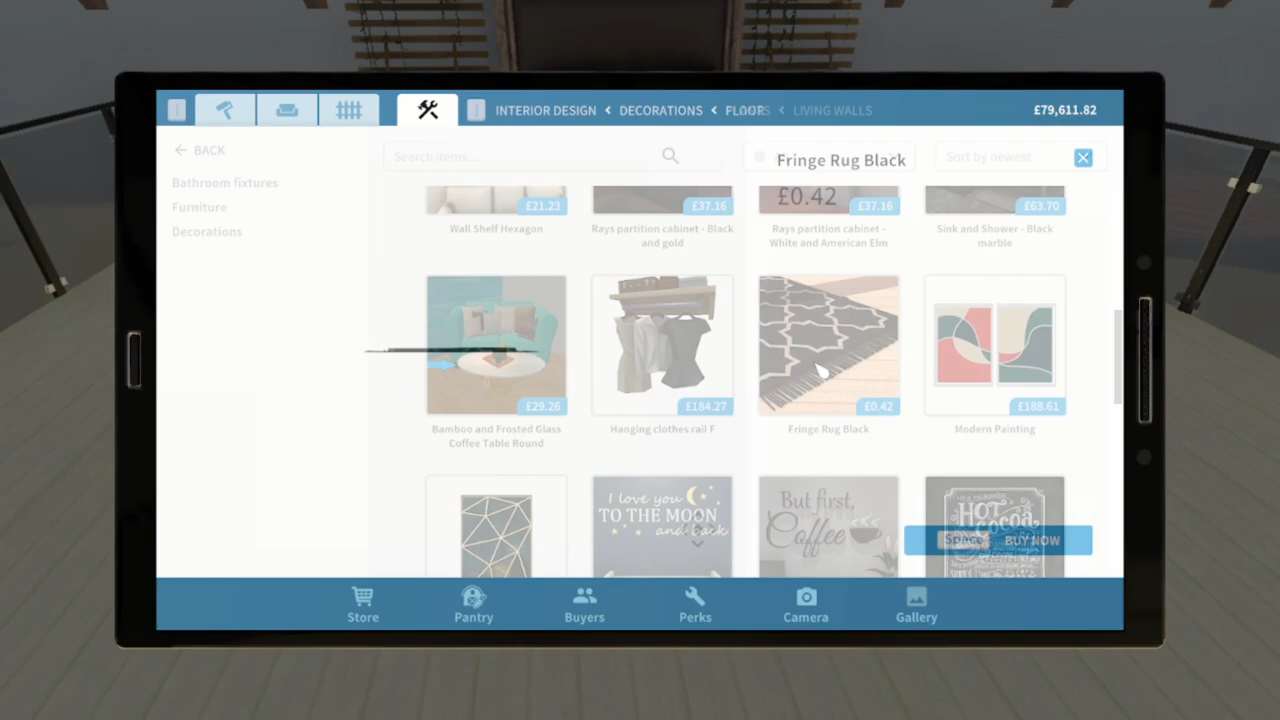 INTERIOR DESIGN < DECORATIONS < FLOOR < LIVING WALLS
£79,611.82
BACK
Search items...
Fringe Rug Black
Sort by newest
Bathroom fixtures
Furniture
Decorations
£0.42
£21.23
£37.16
£37.16
£63.70
Wall Shelf Hexagon
Rays partition cabinet - Black
and gold
Rays partition cabinet -
White and American Elm
Sink and Shower - Black
marble
£29.26
£184.27
£0.42
£188.61
Bamboo and Frosted Glass
Coffee Table Round
Hanging clothes rail F
Fringe Rug Black
Modern Painting
I love you
TO THE MOON
and back
But first,
Coffee
HOT
cocoa
Space
BUY NOW
Store
Pantry
Buyers
Perks
Camera
Gallery